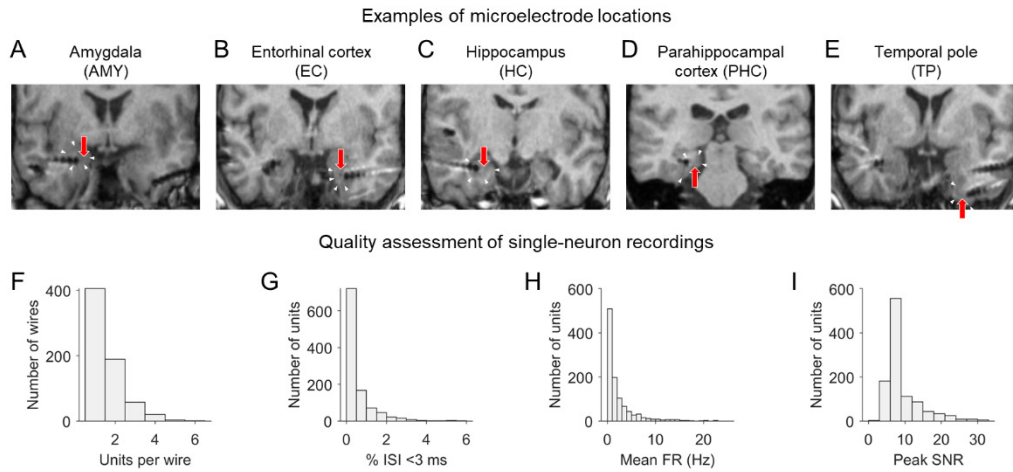 Examples of microelectrode locations
A
Amygdala
(AMY)
B
Entorhinal cortex
(EC)
C
Hippocampus
(HC)
D
Parahippocampal
cortex (PHC)
E
Temporal pole
(TP)
Quality assessment of single-neuron recordings
F
Number of wires
400
200
0
2 4 6
Units per wire
G
Number of units
600
400
200
0
0 2 4 6
% ISI <3 ms
H
Number of units
600
400
200
0
0 10 20
Mean FR (Hz)
I
Number of units
600
400
200
0
0 10 20 30
Peak SNR